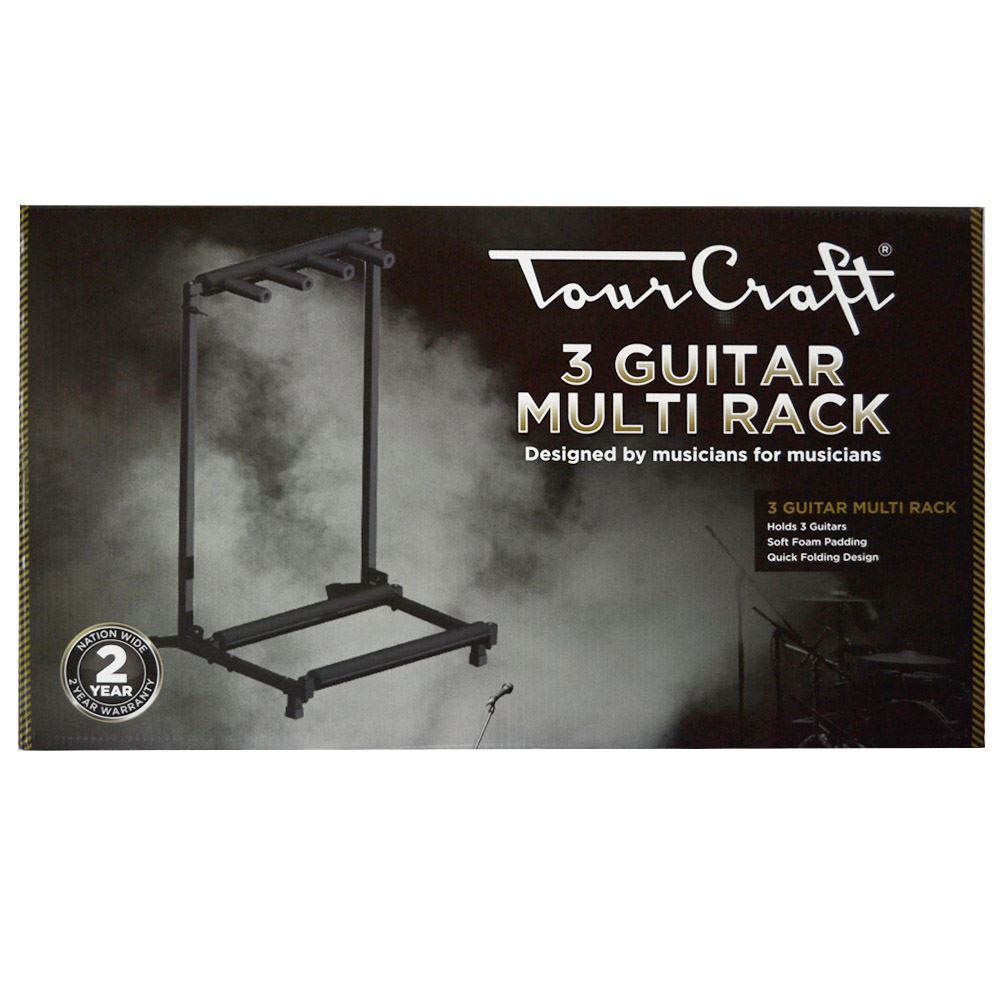 TourCraft®
3 GUITAR
MULTI RACK
Designed by musicians for musicians
3 GUITAR MULTI RACK
Holds 3 Guitars
Soft Foam Padding
Quick Folding Design
NATION WIDE
2
YEAR
2 YEAR WARRANTY